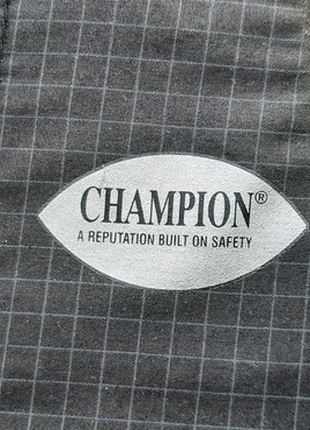 CHAMPION®
A REPUTATION BUILT ON SAFETY